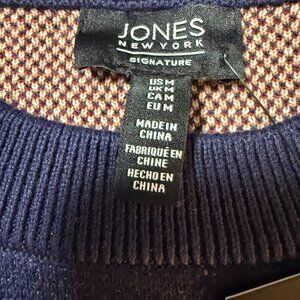 JONES
NEW YORK
SIGNATURE
US M
UK M
CA M
EU M
MADE IN
CHINA
FABRIQUÉ EN
CHINE
HECHO EN
CHINA